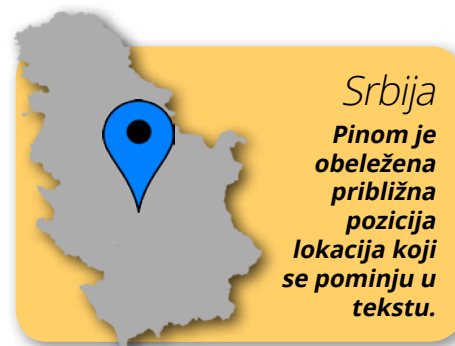 Srbija
Pinom je
obeležena
približna
pozicija
lokacija koji
se pominju u
tekstu.